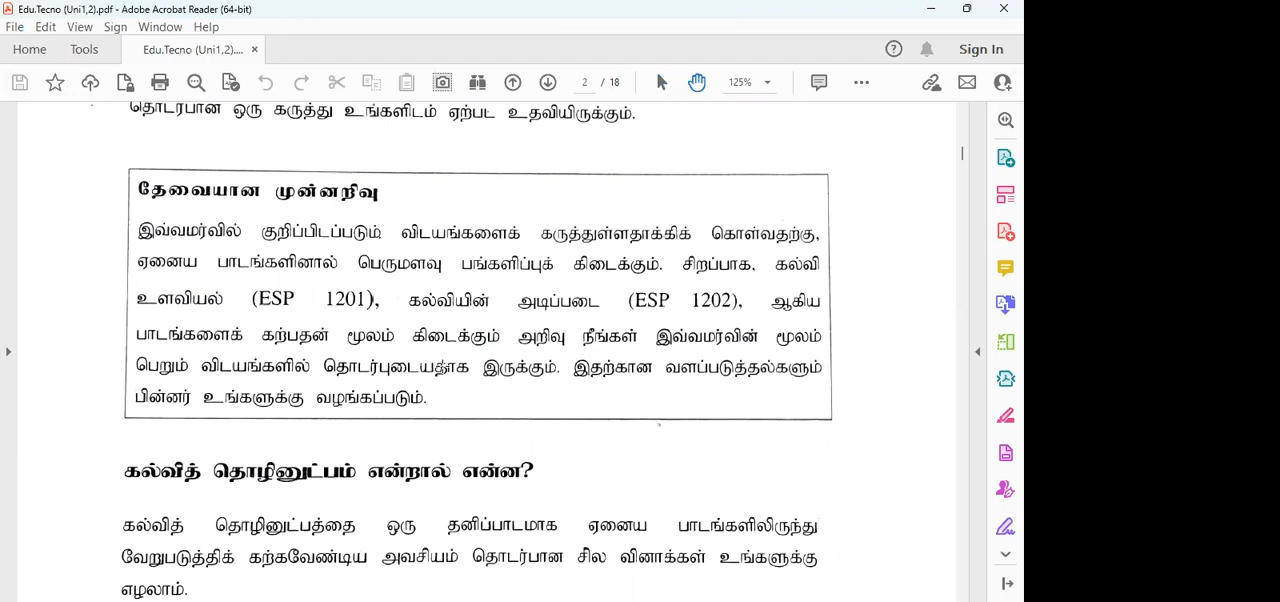 Edu.Tecno (Uni1,2).pdf - Adobe Acrobat Reader (64-bit)
File Edit View Sign Window Help
Home Tools Edu.Tecno (Uni1,2).... × Sign In
2 / 18 125%
தொடர்பான ஒரு கருத்து உங்களிடம் ஏற்பட உதவியிருக்கும்.
தேவையான முன்னறிவு
இவ்வமர்வில் குறிப்பிடப்படும் விடயங்களைக் கருத்துள்ளதாக்கிக் கொள்வதற்கு,
ஏனைய பாடங்களினால் பெருமளவு பங்களிப்புக் கிடைக்கும். சிறப்பாக, கல்வி
உளவியல் (ESP 1201), கல்வியின் அடிப்படை (ESP 1202), ஆகிய
பாடங்களைக் கற்பதன் மூலம் கிடைக்கும் அறிவு நீங்கள் இவ்வமர்வின் மூலம்
பெறும் விடயங்களில் தொடர்புடையதாக இருக்கும். இதற்கான வளப்படுத்தல்களும்
பின்னர் உங்களுக்கு வழங்கப்படும்.
கல்வித் தொழினுட்பம் என்றால் என்ன?
கல்வித் தொழினுட்பத்தை ஒரு தனிப்பாடமாக ஏனைய பாடங்களிலிருந்து
வேறுபடுத்திக் கற்கவேண்டிய அவசியம் தொடர்பான சில வினாக்கள் உங்களுக்கு
எழலாம்.